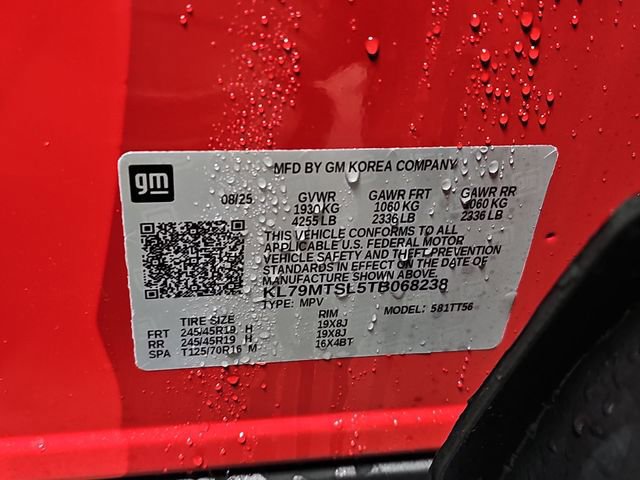 gm
MFD BY GM KOREA COMPANY
08/25 GVWR GAWR FRT GAWR RR
1930 KG 1060 KG 1060 KG
4255 LB 2336 LB 2336 LB
THIS VEHICLE CONFORMS TO ALL
APPLICABLE U.S. FEDERAL MOTOR
VEHICLE SAFETY AND THEFT PREVENTION
STANDARDS IN EFFECT ON THE DATE OF
MANUFACTURE SHOWN ABOVE.
KL79MTSL5TB068238
TYPE: MPV MODEL: 581TT56
TIRE SIZE RIM
FRT 245/45R19 H 19X8J
RR 245/45R19 H 19X8J
SPA T125/70R16 M 16X4BT